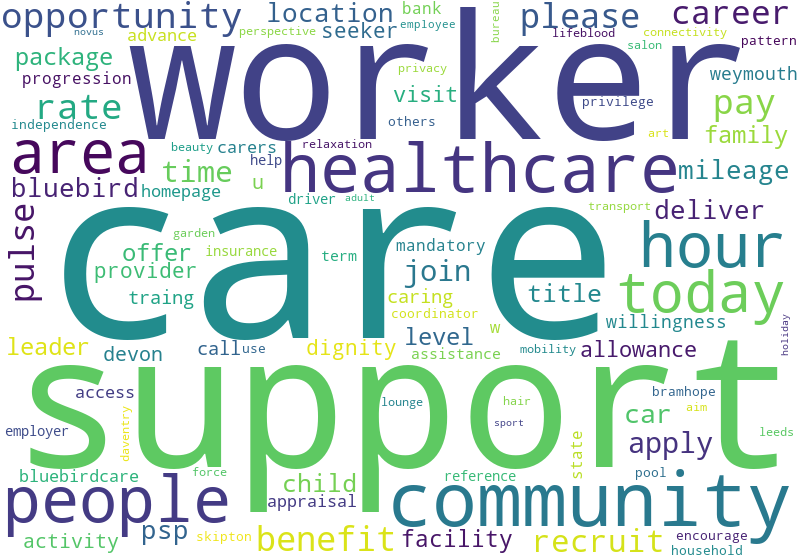 opportunity
novus
location
bank
employee
bureau
please
career
advance
perspective
seeker
lifeblood
connectivity
pattern
package
worker
salon
progression
privacy
weymouth
rate
visit
privilege
pay
independence
others
art
family
area
beauty
carers
relaxation
healthcare
mileage
help
time
bluebird
homepage
u
driver
adult
transport
deliver
pulse
garden
care
hour
offer
insurance
mandatory
provider
term
join
today
traing
caring
title
coordinator
w
willingness
holiday
leader
devon
call
use
dignity
level
assistance
mobility
allowance
support
access
lounge
hair
bramhope
aim
car
sport
employer
daventry
leeds
apply
state
bluebirdcare
force
child
reference
pool
people
appraisal
community
activity
psp
skipton
benefit
facility
recruit
encourage
household